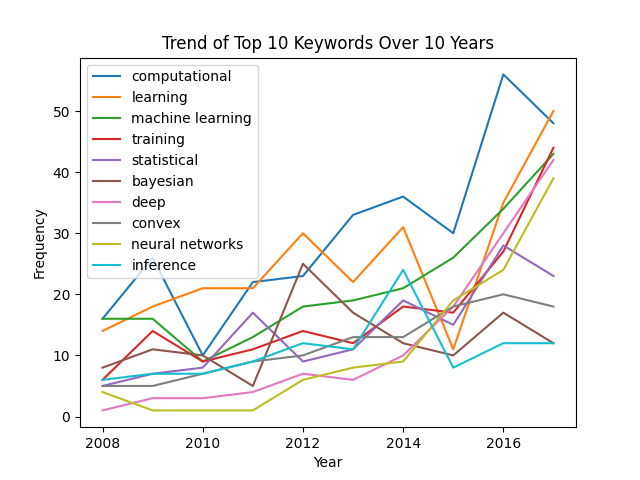 Trend of Top 10 Keywords Over 10 Years
computational
learning
machine learning
training
statistical
bayesian
deep
convex
neural networks
inference
Frequency
50
40
30
20
10
0
2008 2010 2012 2014 2016
Year